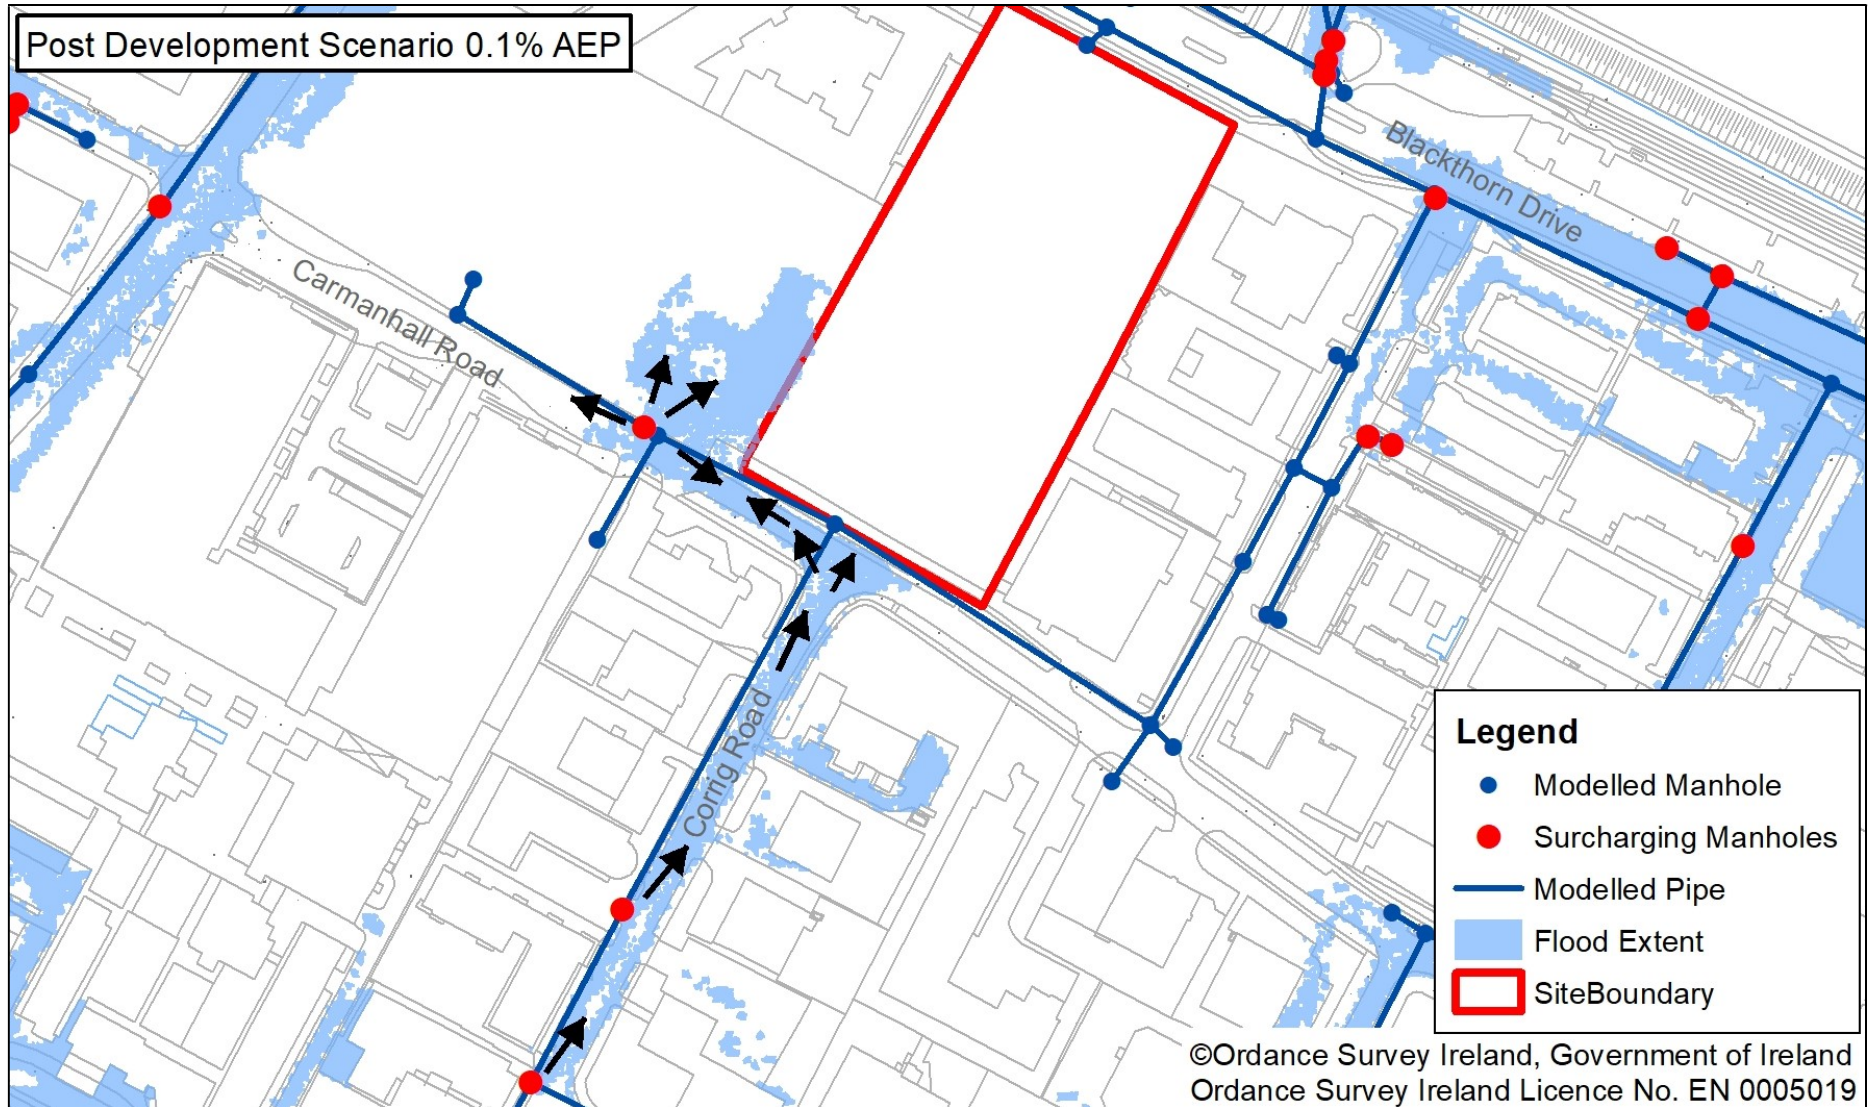 Post Development Scenario 0.1% AEP
Blackthorn Drive
Carmanhall Road
Corrig Road
Legend
Modelled Manhole
Surcharging Manholes
Modelled Pipe
Flood Extent
SiteBoundary
©Ordance Survey Ireland, Government of Ireland
Ordance Survey Ireland Licence No. EN 0005019